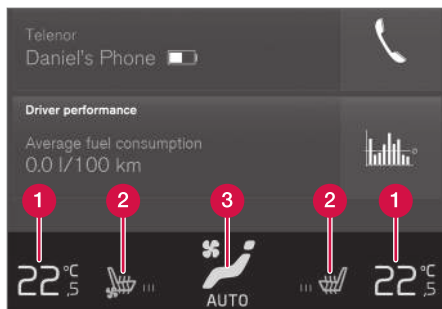 Telenor
Daniel's Phone
Driver performance
Average fuel consumption
0.0 l/100 km
1 2 3 2 1
22,5 °C 22,5 °C
AUTO